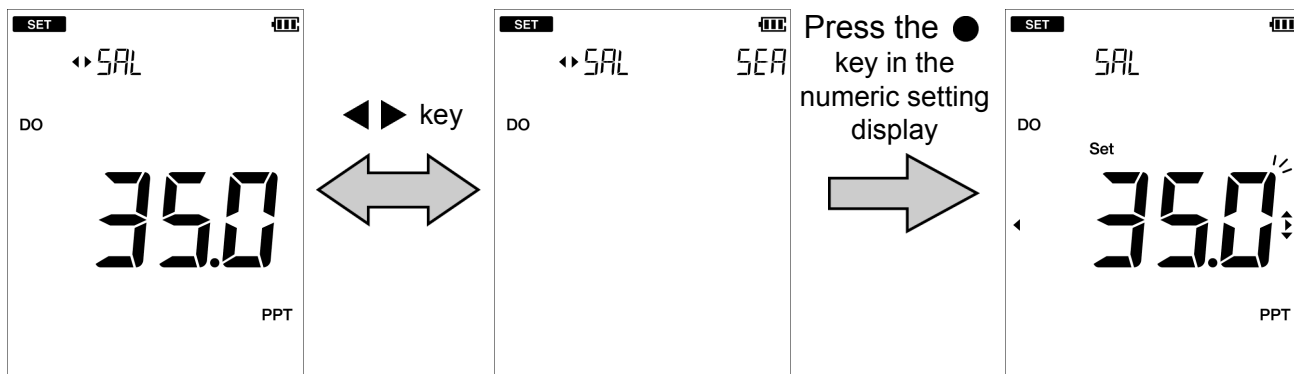 SET
◂▸SAL
DO
35.0
PPT
◀ ▶ key
SET
◂▸SAL SEA
DO
Press the ●
key in the
numeric setting
display
SET
SAL
DO
Set
35.0
PPT